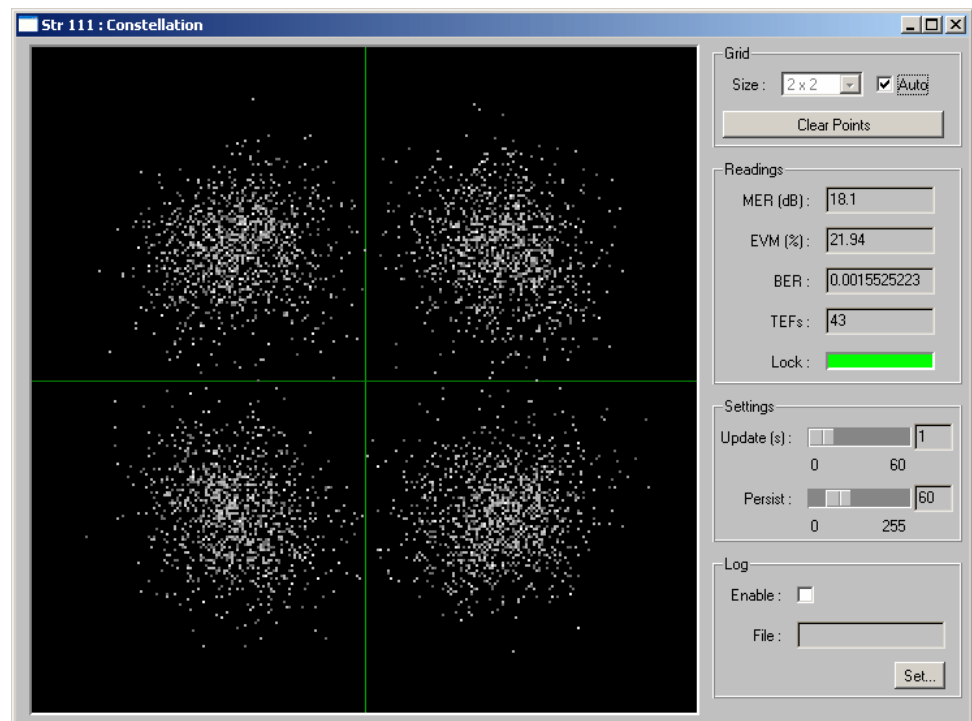 Str 111 : Constellation
Grid
Size : 2 x 2 Auto
Clear Points
Readings
MER (dB) : 18.1
EVM (%) : 21.94
BER : 0.0015525223
TEFs : 43
Lock :
Settings
Update (s) : 1
0 60
Persist : 60
0 255
Log
Enable :
File :
Set...